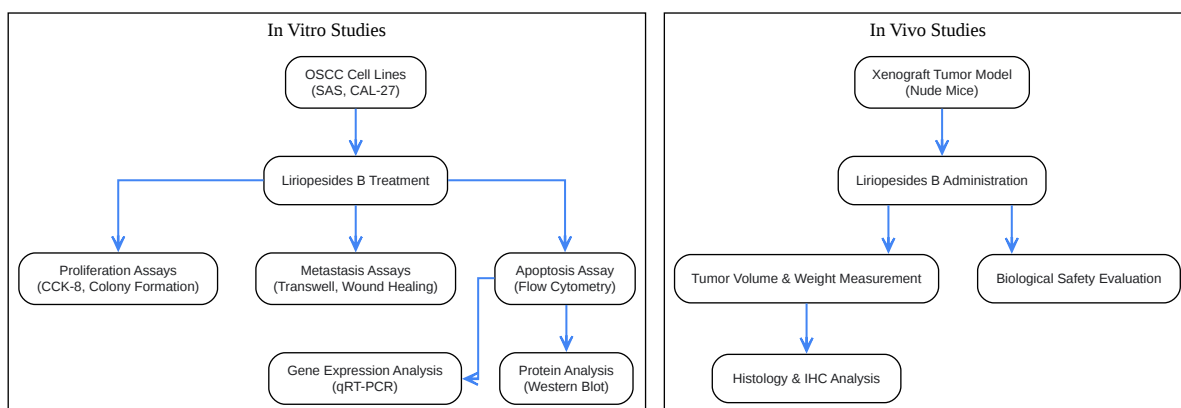 In Vitro Studies
OSCC Cell Lines
(SAS, CAL-27)
Liriopesides B Treatment
Proliferation Assays
(CCK-8, Colony Formation)
Metastasis Assays
(Transwell, Wound Healing)
Apoptosis Assay
(Flow Cytometry)
Gene Expression Analysis
(qRT-PCR)
Protein Analysis
(Western Blot)
In Vivo Studies
Xenograft Tumor Model
(Nude Mice)
Liriopesides B Administration
Tumor Volume & Weight Measurement
Biological Safety Evaluation
Histology & IHC Analysis